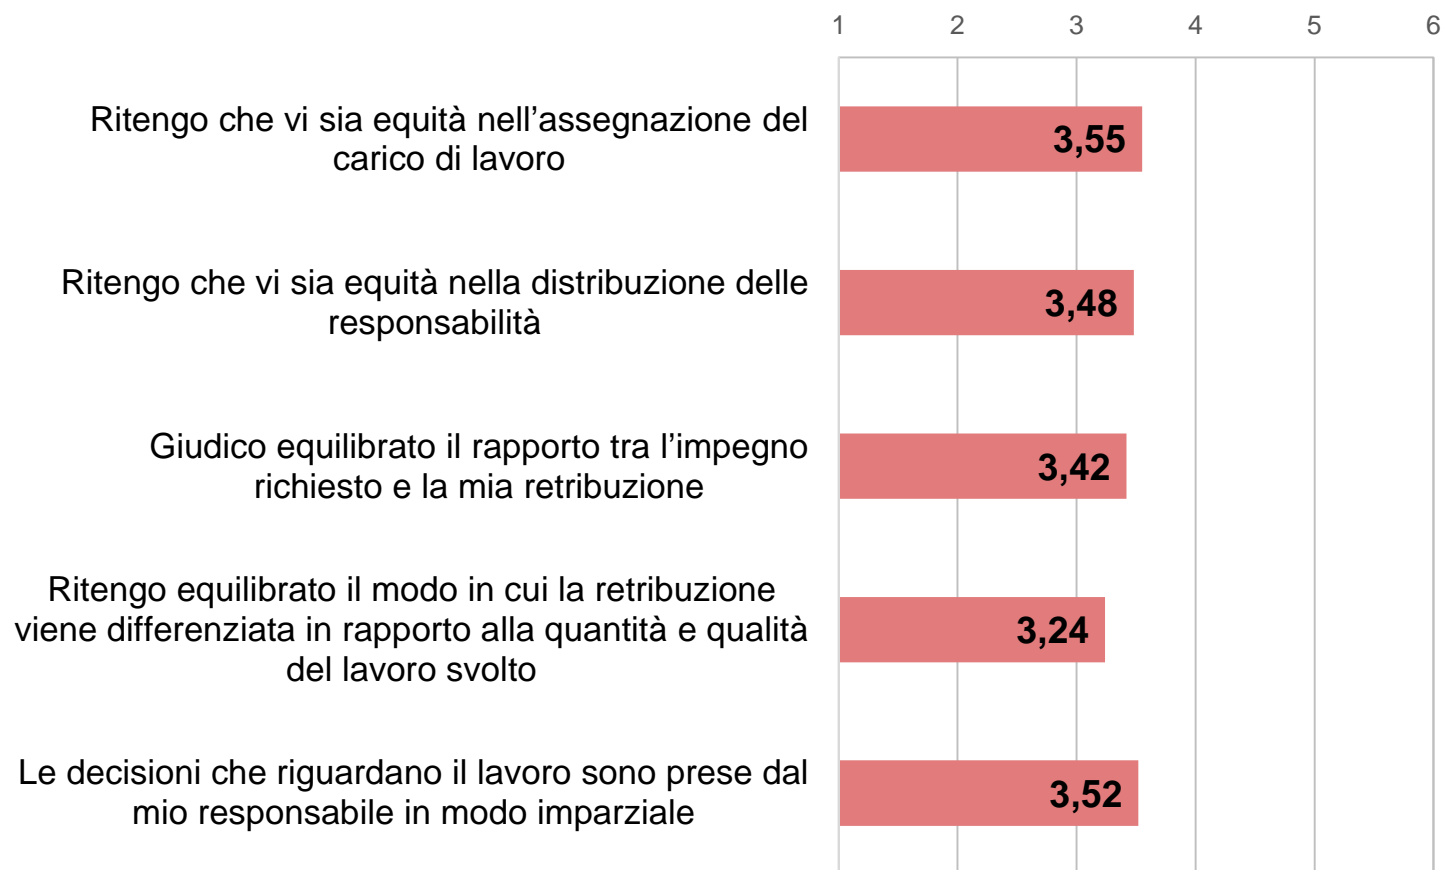 1 2 3 4 5 6
Ritengo che vi sia equità nell’assegnazione del
carico di lavoro
3,55
Ritengo che vi sia equità nella distribuzione delle
responsabilità
3,48
Giudico equilibrato il rapporto tra l’impegno
richiesto e la mia retribuzione
3,42
Ritengo equilibrato il modo in cui la retribuzione
viene differenziata in rapporto alla quantità e qualità
del lavoro svolto
3,24
Le decisioni che riguardano il lavoro sono prese dal
mio responsabile in modo imparziale
3,52